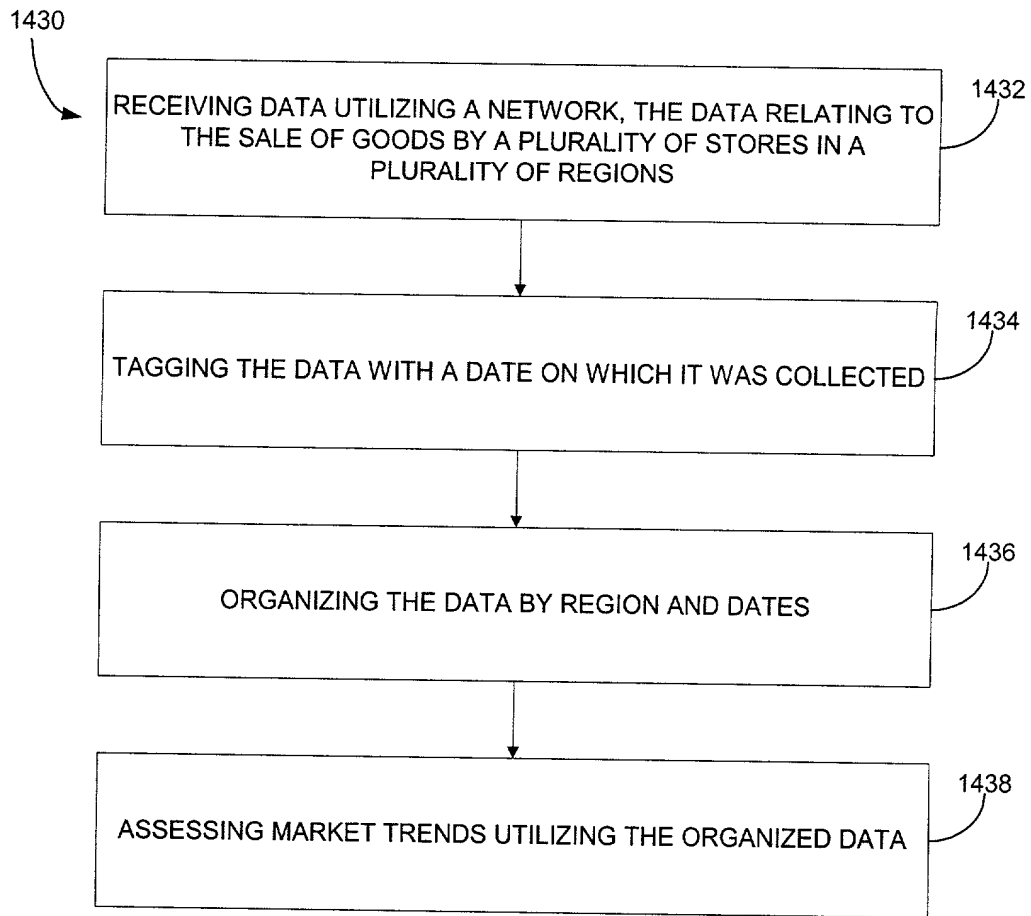 1430
1432
RECEIVING DATA UTILIZING A NETWORK, THE DATA RELATING TO
THE SALE OF GOODS BY A PLURALITY OF STORES IN A
PLURALITY OF REGIONS
1434
TAGGING THE DATA WITH A DATE ON WHICH IT WAS COLLECTED
1436
ORGANIZING THE DATA BY REGION AND DATES
1438
ASSESSING MARKET TRENDS UTILIZING THE ORGANIZED DATA